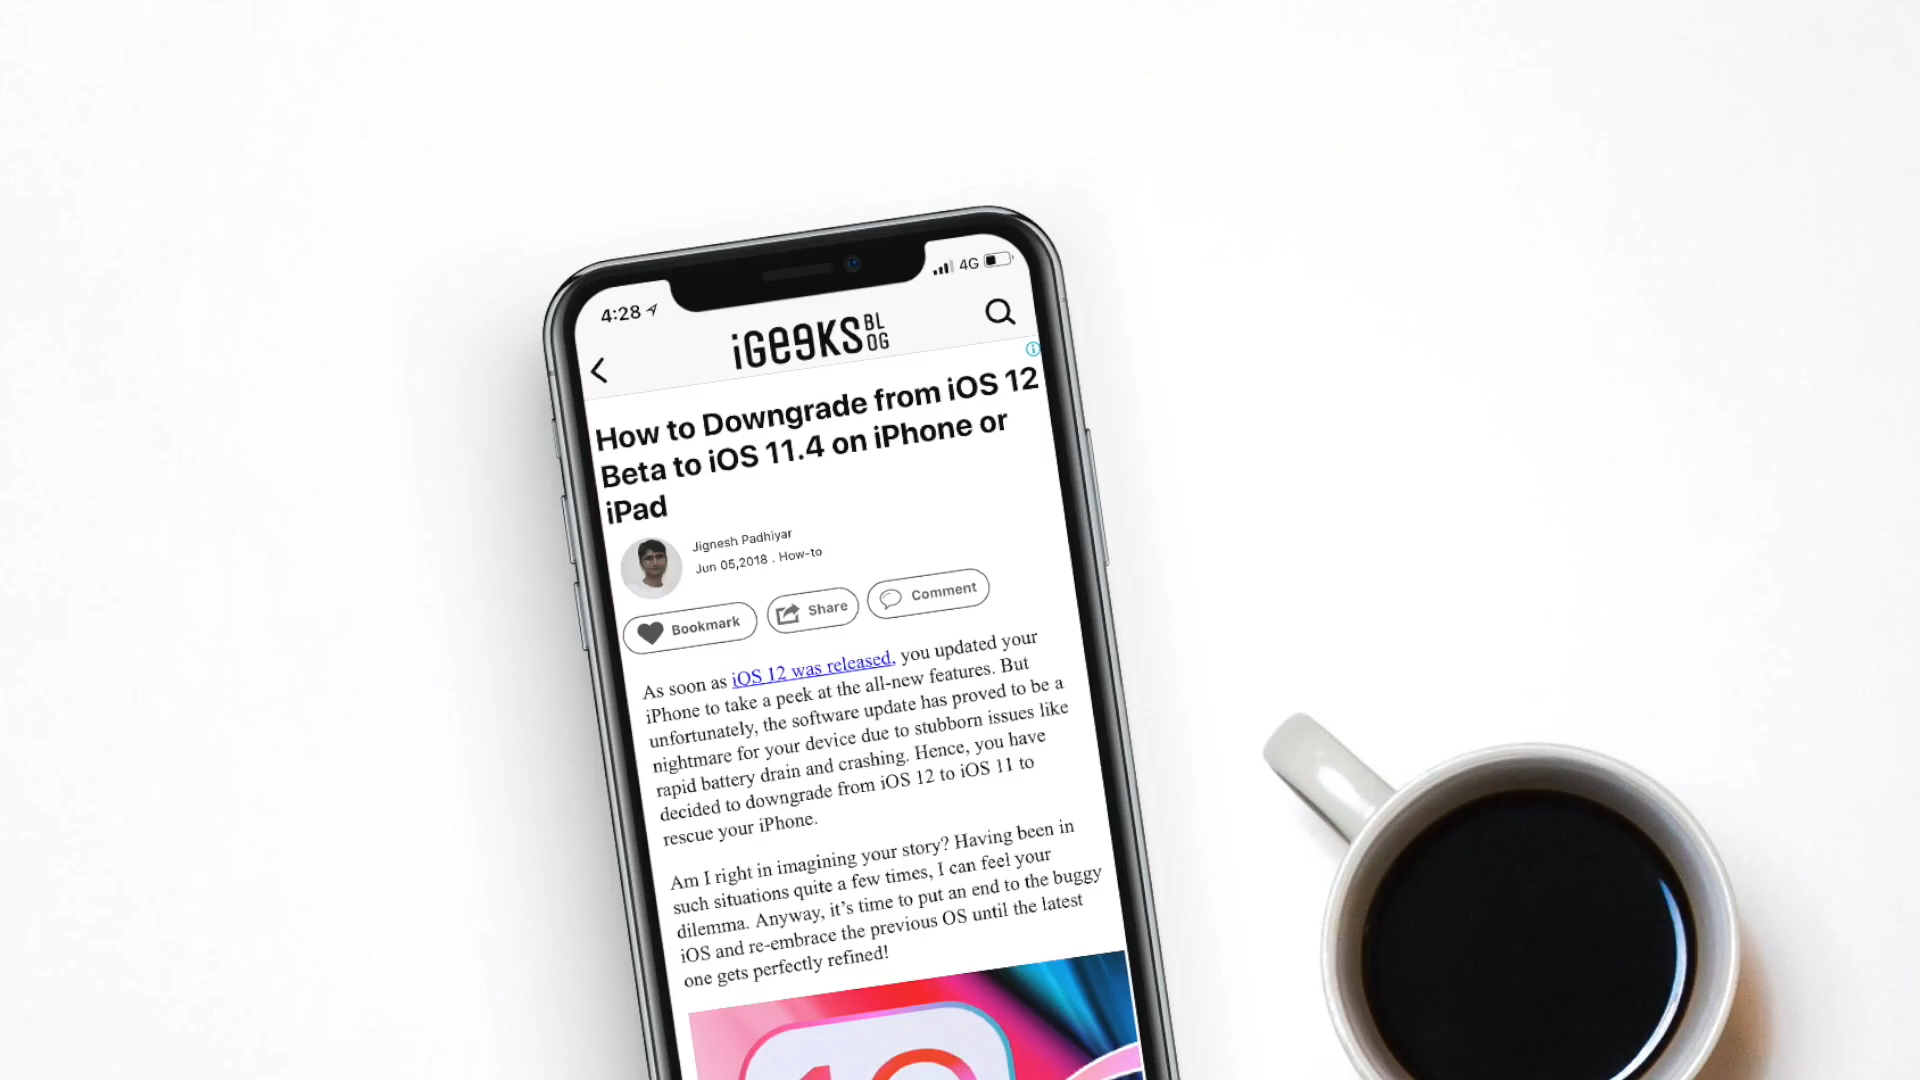 4:28
4G
iGeeKS BLOG
How to Downgrade from iOS 12
Beta to iOS 11.4 on iPhone or
iPad
Jignesh Padhiyar
Jun 05,2018 . How-to
Bookmark
Share
Comment
As soon as iOS 12 was released, you updated your
iPhone to take a peek at the all-new features. But
unfortunately, the software update has proved to be a
nightmare for your device due to stubborn issues like
rapid battery drain and crashing. Hence, you have
decided to downgrade from iOS 12 to iOS 11 to
rescue your iPhone.
Am I right in imagining your story? Having been in
such situations quite a few times, I can feel your
dilemma. Anyway, it’s time to put an end to the buggy
iOS and re-embrace the previous OS until the latest
one gets perfectly refined!